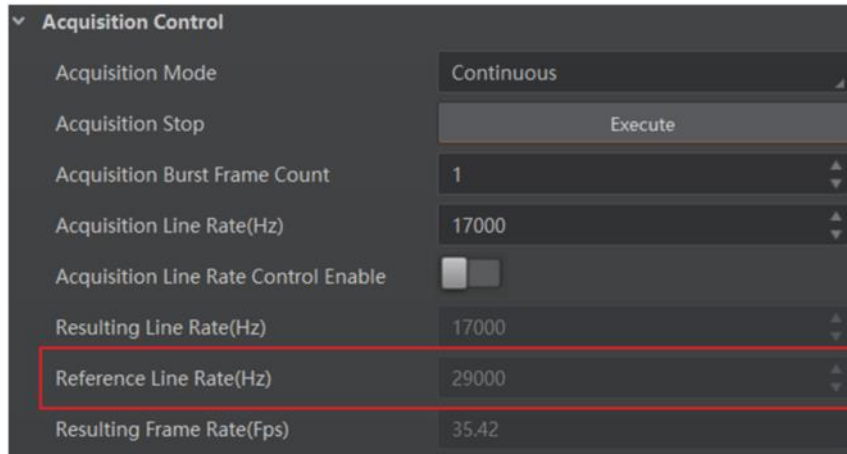 Acquisition Control
Acquisition Mode Continuous
Acquisition Stop Execute
Acquisition Burst Frame Count 1
Acquisition Line Rate(Hz) 17000
Acquisition Line Rate Control Enable
Resulting Line Rate(Hz) 17000
Reference Line Rate(Hz) 29000
Resulting Frame Rate(Fps) 35.42